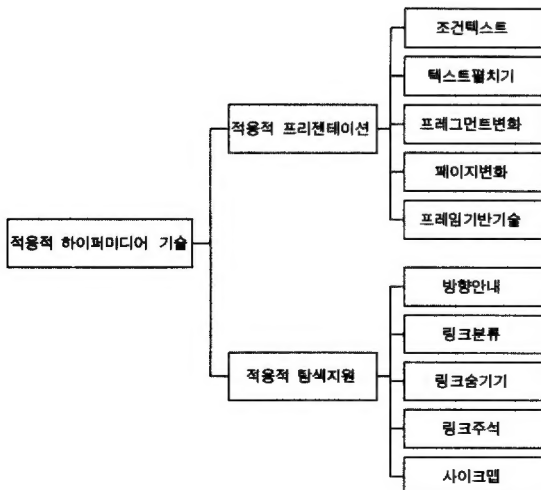 조건텍스트
텍스트펼치기
적용적 프리젠테이션
프레그먼트변화
페이지변화
프레임기반기술
적용적 하이퍼미디어 기술
방향안내
링크분류
적용적 탐색지원
링크숨기기
링크주석
사이크맵